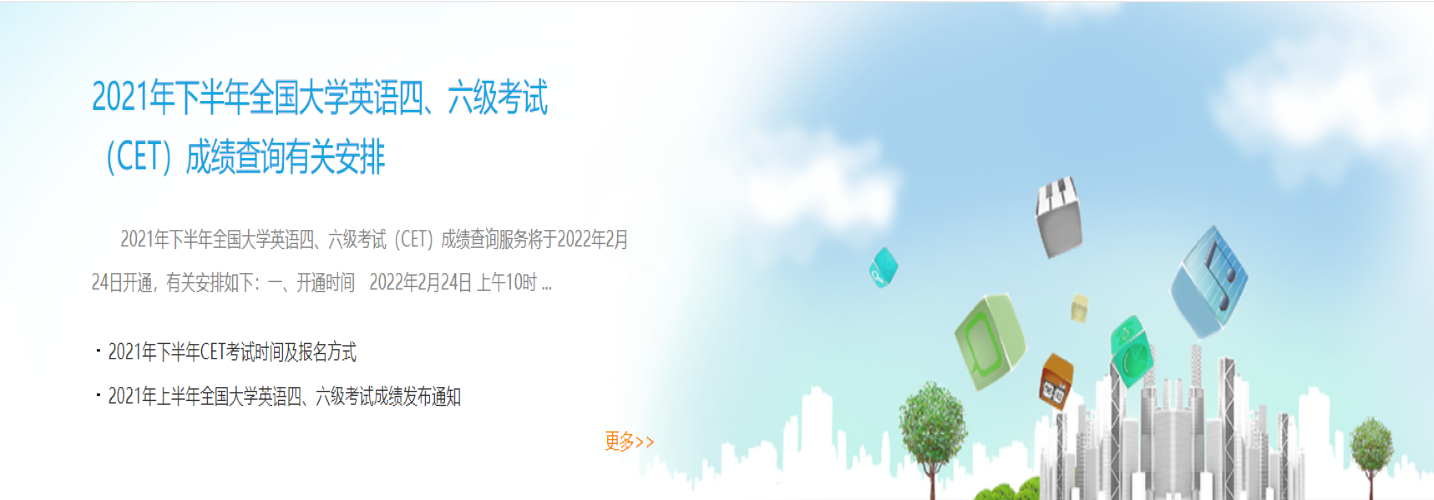 2021年下半年全国大学英语四、六级考试
（CET）成绩查询有关安排
2021年下半年全国大学英语四、六级考试（CET）成绩查询服务将于2022年2月
24日开通，有关安排如下：一、开通时间 2022年2月24日 上午10时 ...
· 2021年下半年CET考试时间及报名方式
· 2021年上半年全国大学英语四、六级考试成绩发布通知
更多>>